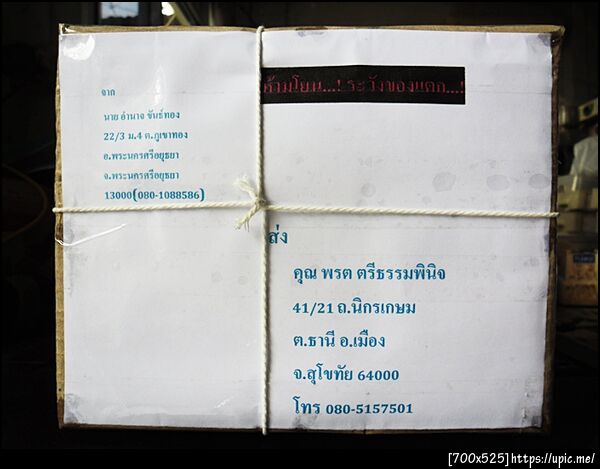 ห้ามโยน...! ระวังของแตก...!
จาก
นาย อำนาจ ขันธ์ทอง
22/3 ม.4 ต.ภูเขาทอง
อ.พระนครศรีอยุธยา
จ.พระนครศรีอยุธยา
13000(080-1088586)
ส่ง
คุณ พรต ตรีธรรมพินิจ
41/21 ถ.นิกรเกษม
ต.ธานี อ.เมือง
จ.สุโขทัย 64000
โทร 080-5157501
[700x525]https://upic.me/